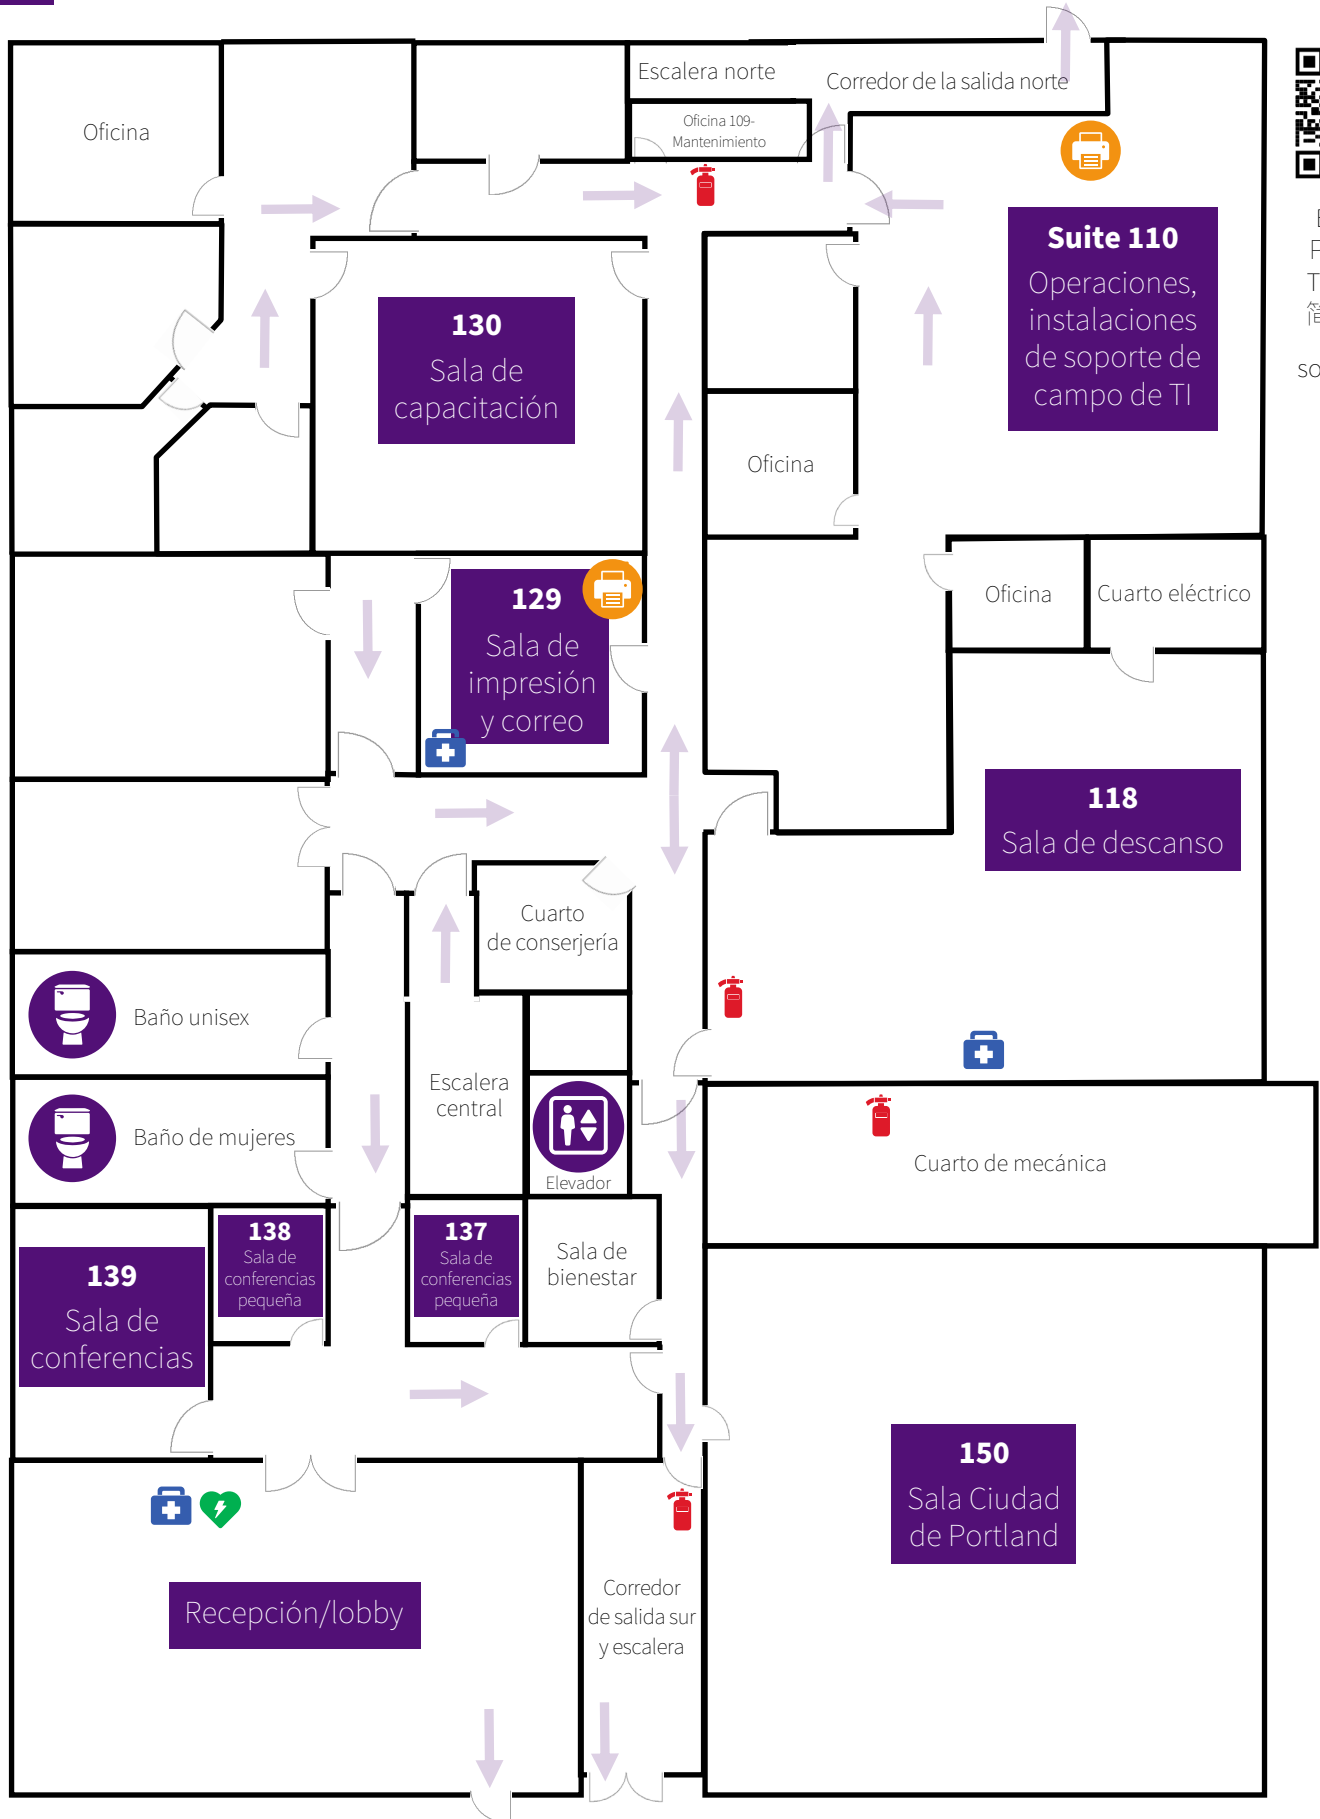 Escalera norte
Corredor de la salida norte
Oficina
Oficina 109-
Mantenimiento
Suite 110
Operaciones,
instalaciones
de soporte de
campo de TI
130
Sala de
capacitación
Oficina
129
Sala de
impresión
y correo
Oficina
Cuarto eléctrico
118
Sala de descanso
Cuarto
de conserjería
Baño unisex
Escalera
central
Baño de mujeres
Elevador
Cuarto de mecánica
138
Sala de
conferencias
pequeña
137
Sala de
conferencias
pequeña
Sala de
bienestar
139
Sala de
conferencias
150
Sala Ciudad
de Portland
Recepción/lobby
Corredor
de salida sur
y escalera